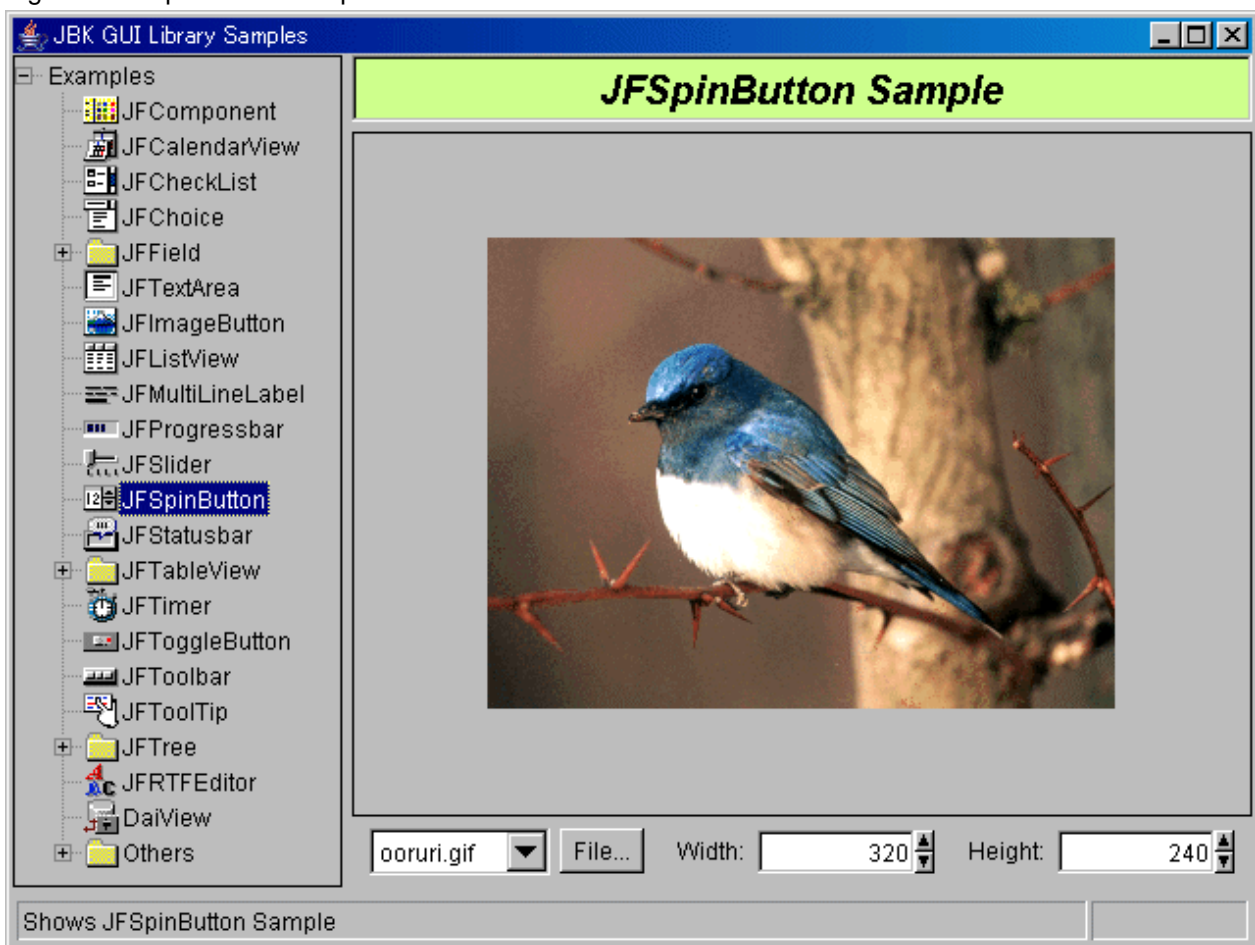 JBK GUI Library Samples
Examples
JFComponent
JFCalendarView
JFCheckList
JFChoice
JFField
JFTextArea
JFImageButton
JFListView
JFMultiLineLabel
JFProgressbar
JFSlider
JFSpinButton
JFStatusbar
JFTableView
JFTimer
JFToggleButton
JFToolbar
JFToolTip
JFTree
JFRTFEditor
DaiView
Others
JFSpinButton Sample
ooruri.gif File... Width: 320 Height: 240
Shows JFSpinButton Sample